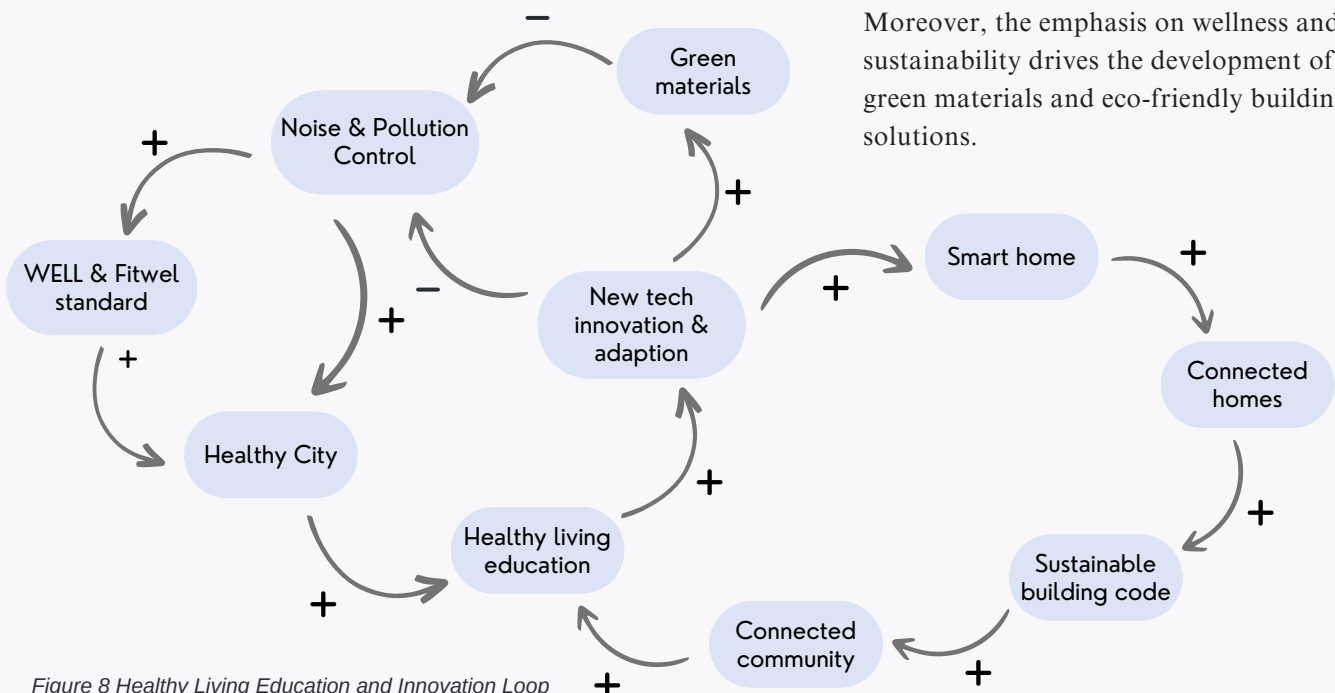 Moreover, the emphasis on wellness and
sustainability drives the development of
green materials and eco-friendly building
solutions.
−
Green
materials
Noise & Pollution
Control
+
+
WELL & Fitwel
standard
+
−
+
New tech
innovation &
adaption
+
Smart home
+
Connected
homes
Healthy City
+
+
+
Healthy living
education
Sustainable
building code
+
Connected
community
+
+
Figure 8 Healthy Living Education and Innovation Loop